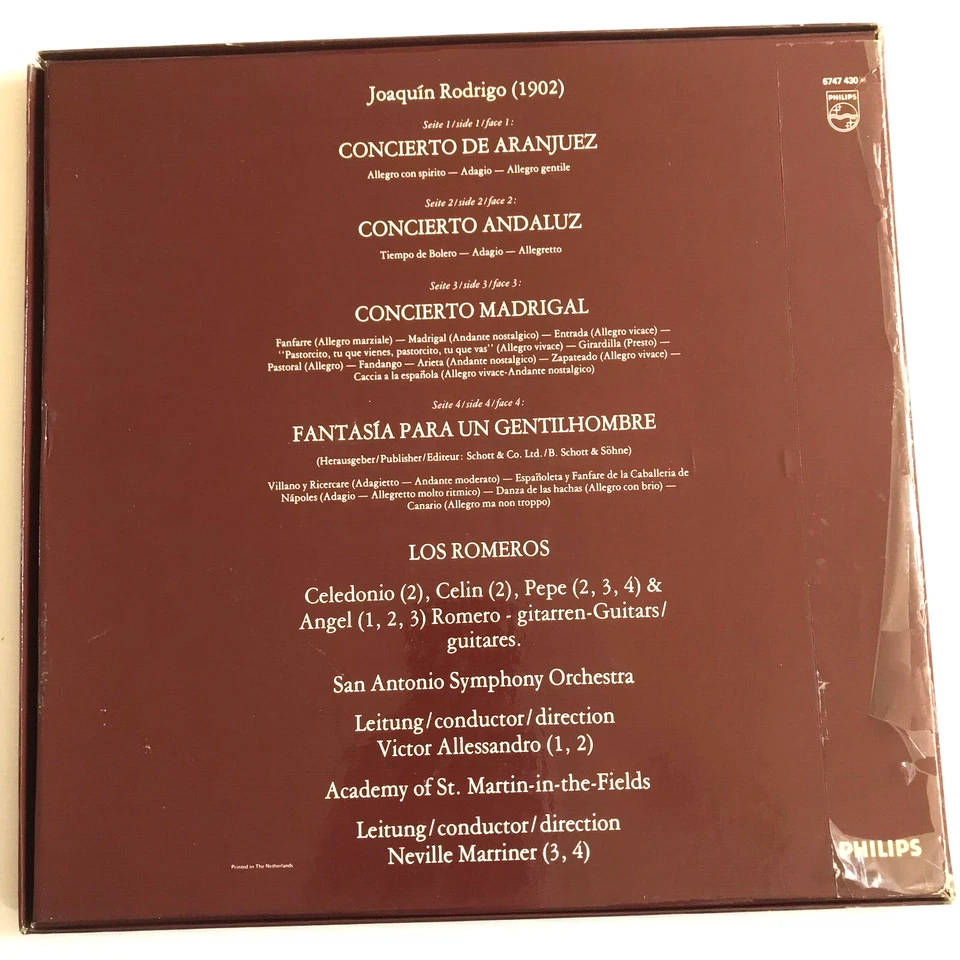 Joaquín Rodrigo (1902)
6747 430
PHILIPS
Seite 1/side 1/face 1:
CONCIERTO DE ARANJUEZ
Allegro con spirito — Adagio — Allegro gentile
Seite 2/side 2/face 2:
CONCIERTO ANDALUZ
Tiempo de Bolero — Adagio — Allegretto
Seite 3/side 3/face 3:
CONCIERTO MADRIGAL
Fanfarre (Allegro marziale) — Madrigal (Andante nostalgico) — Entrada (Allegro vicace) —
"Pastorcito, tu que vienes, pastorcito, tu que vas" (Allegro vivace) — Girardilla (Presto) —
Pastoral (Allegro) — Fandango — Arieta (Andante nostalgico) — Zapateado (Allegro vivace) —
Caccia a la española (Allegro vivace-Andante nostalgico)
Seite 4/side 4/face 4:
FANTASÍA PARA UN GENTILHOMBRE
(Herausgeber/Publisher/Editeur: Schott & Co. Ltd./B. Schott & Söhne)
Villano y Ricercare (Adagietto — Andante moderato) — Españoleta y Fanfare de la Caballeria de
Nápoles (Adagio — Allegretto molto ritmico) — Danza de las hachas (Allegro con brio) —
Canario (Allegro ma non troppo)
LOS ROMEROS
Celedonio (2), Celin (2), Pepe (2, 3, 4) &
Angel (1, 2, 3) Romero - gitarren-Guitars/
guitares.
San Antonio Symphony Orchestra
Leitung/conductor/direction
Victor Allessandro (1, 2)
Academy of St. Martin-in-the-Fields
Leitung/conductor/direction
Neville Marriner (3, 4)
PHILIPS
Printed in The Netherlands